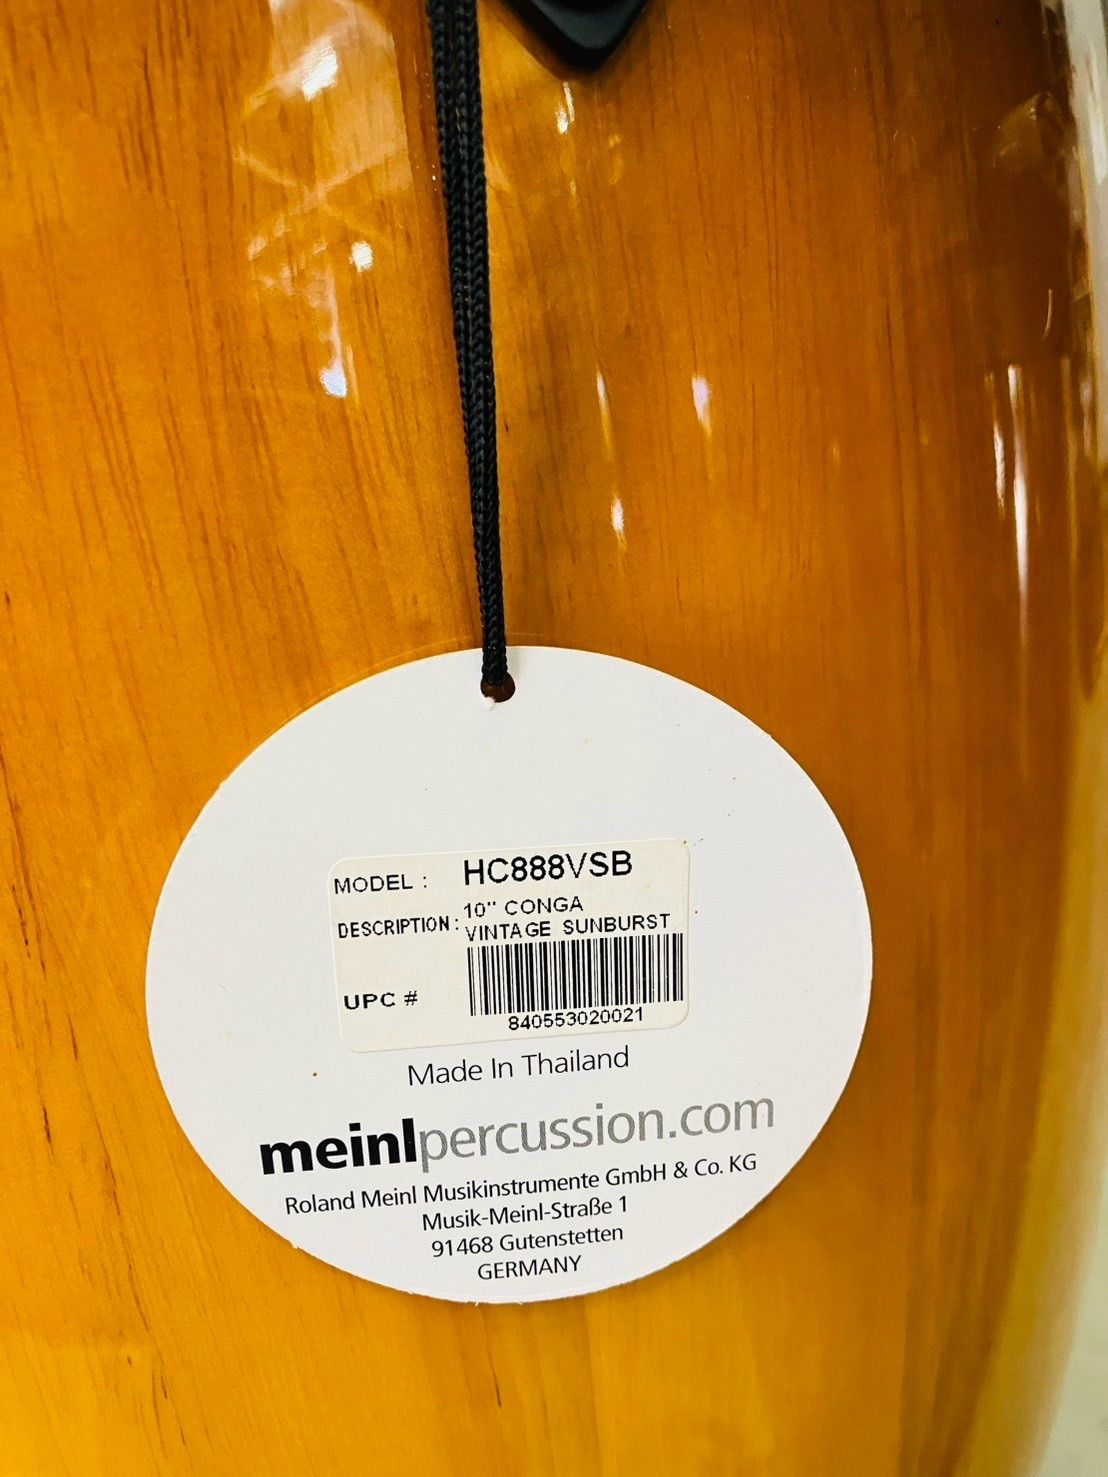 MODEL : HC888VSB
DESCRIPTION : 10" CONGA
VINTAGE SUNBURST
UPC #
840553020021
Made In Thailand
meinlpercussion.com
Roland Meinl Musikinstrumente GmbH & Co. KG
Musik-Meinl-Straße 1
91468 Gutenstetten
GERMANY